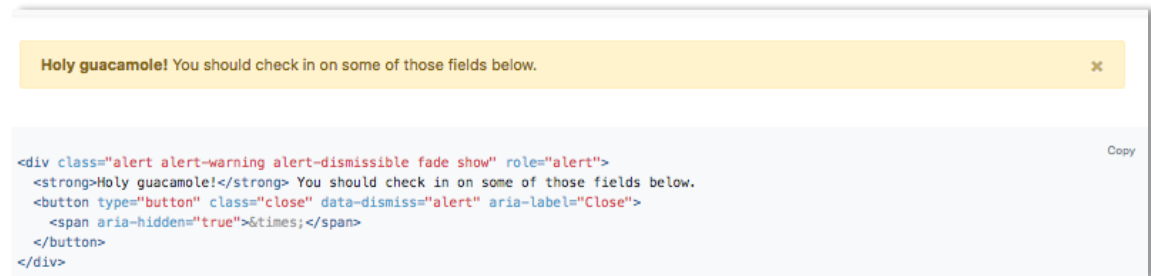 Holy guacamole! You should check in on some of those fields below. ×
Copy
<div class="alert alert-warning alert-dismissible fade show" role="alert">
  <strong>Holy guacamole!</strong> You should check in on some of those fields below.
  <button type="button" class="close" data-dismiss="alert" aria-label="Close">
    <span aria-hidden="true">&times;</span>
  </button>
</div>